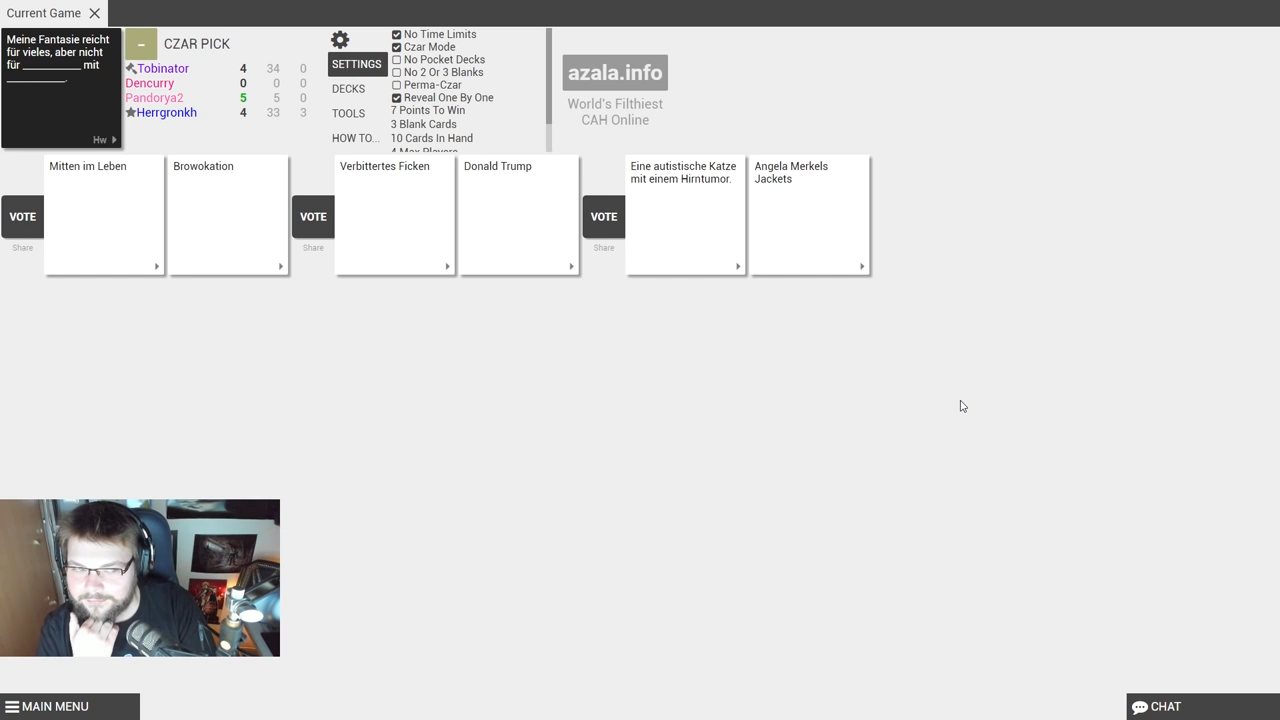 Current Game
Meine Fantasie reicht
für vieles, aber nicht
für ___________ mit
___________.
Hw
–
CZAR PICK
Tobinator 4 34 0
Dencurry 0 0 0
Pandorya2 5 5 0
Herrgronkh 4 33 3
SETTINGS
DECKS
TOOLS
HOW TO...
No Time Limits
Czar Mode
No Pocket Decks
No 2 Or 3 Blanks
Perma-Czar
Reveal One By One
7 Points To Win
3 Blank Cards
10 Cards In Hand
4 Max Players
azala.info
World's Filthiest
CAH Online
VOTE
Share
Mitten im Leben
Browokation
VOTE
Share
Verbittertes Ficken
Donald Trump
VOTE
Share
Eine autistische Katze
mit einem Hirntumor.
Angela Merkels
Jackets
MAIN MENU
CHAT